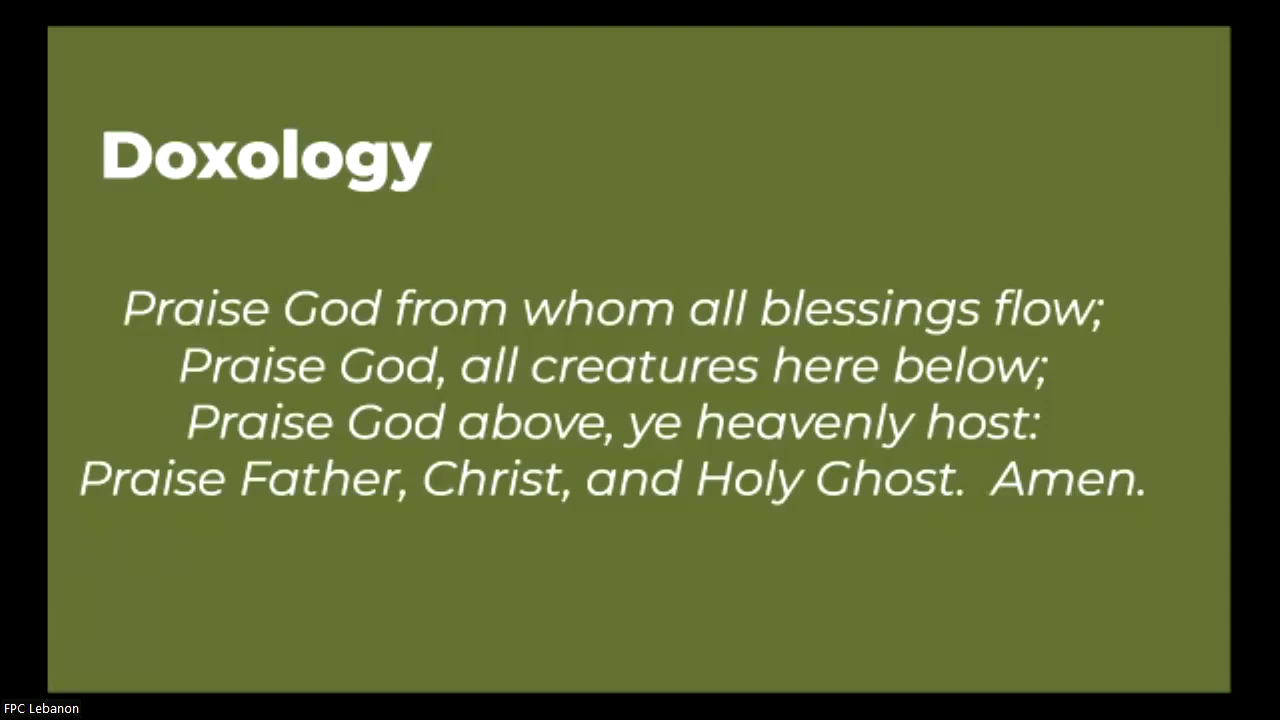 Doxology
Praise God from whom all blessings flow;
Praise God, all creatures here below;
Praise God above, ye heavenly host:
Praise Father, Christ, and Holy Ghost.  Amen.
FPC Lebanon